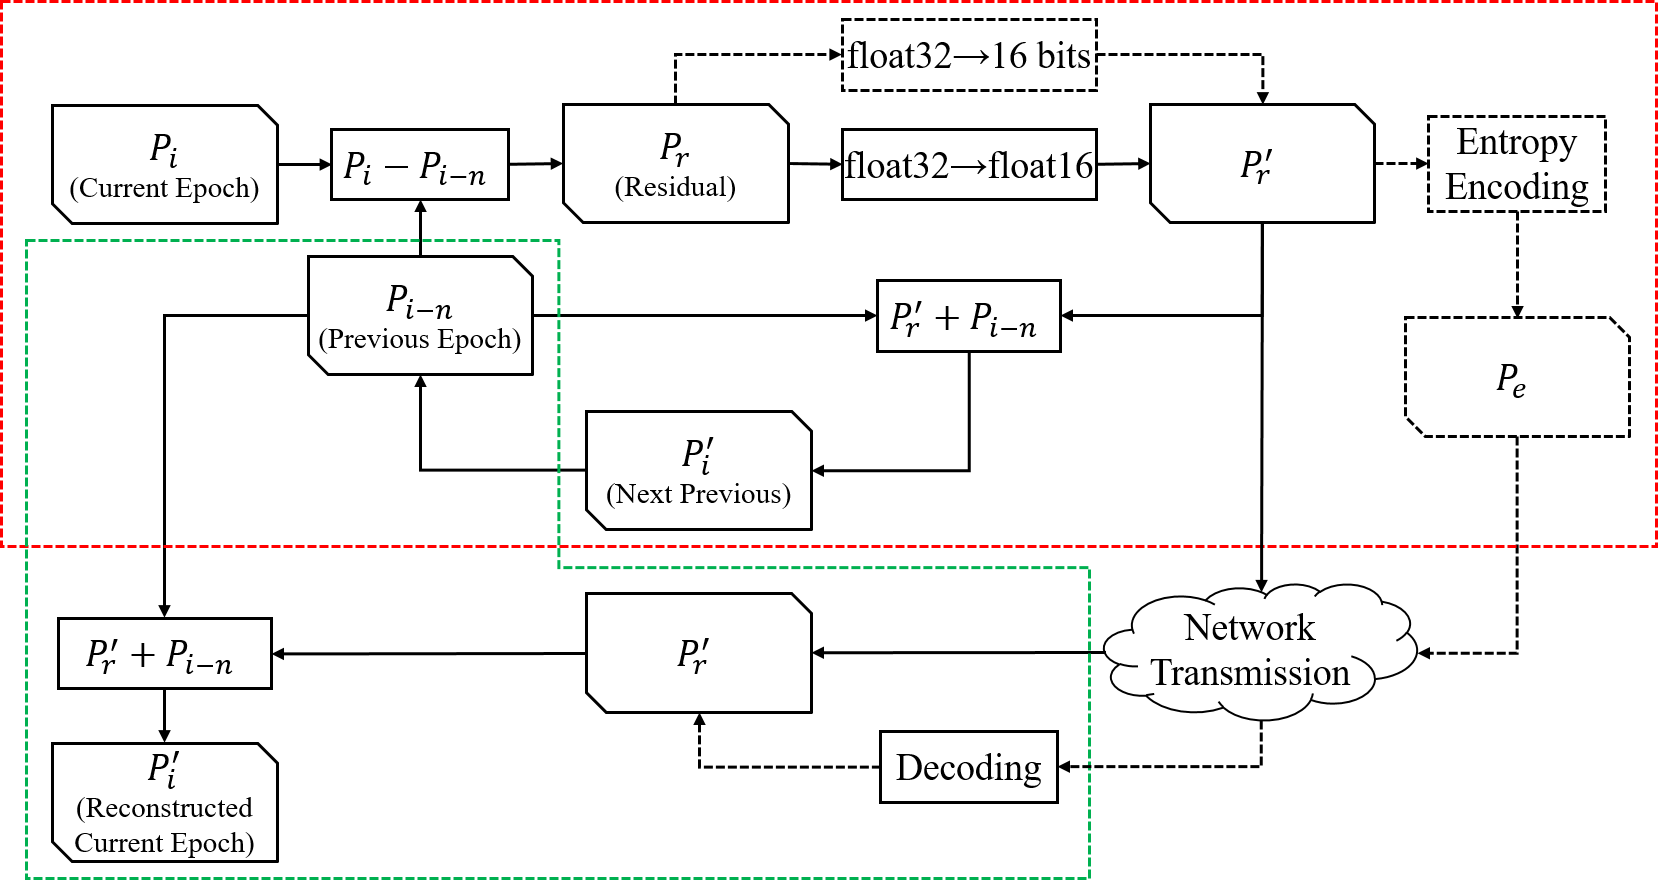 float32→16 bits
P_i
(Current Epoch)
P_i − P_{i−n}
P_r
(Residual)
float32→float16
P_r′
Entropy
Encoding
P_{i−n}
(Previous Epoch)
P_r′ + P_{i−n}
P_e
P_i′
(Next Previous)
Network
Transmission
P_r′ + P_{i−n}
P_r′
Decoding
P_i′
(Reconstructed
Current Epoch)